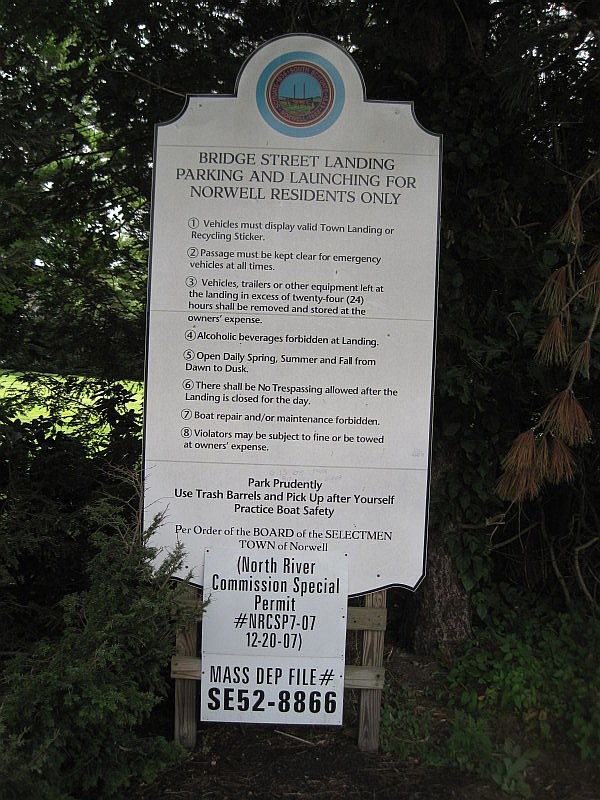 BRIDGE STREET LANDING
PARKING AND LAUNCHING FOR
NORWELL RESIDENTS ONLY
① Vehicles must display valid Town Landing or
Recycling Sticker.
② Passage must be kept clear for emergency
vehicles at all times.
③ Vehicles, trailers or other equipment left at
the landing in excess of twenty-four (24)
hours shall be removed and stored at the
owners' expense.
④ Alcoholic beverages forbidden at Landing.
⑤ Open Daily Spring, Summer and Fall from
Dawn to Dusk.
⑥ There shall be No Trespassing allowed after the
Landing is closed for the day.
⑦ Boat repair and/or maintenance forbidden.
⑧ Violators may be subject to fine or be towed
at owners' expense.
Park Prudently
Use Trash Barrels and Pick Up after Yourself
Practice Boat Safety
Per Order of the BOARD of the SELECTMEN
TOWN of Norwell
(North River
Commission Special
Permit
#NRCSP7-07
12-20-07)
MASS DEP FILE#
SE52-8866